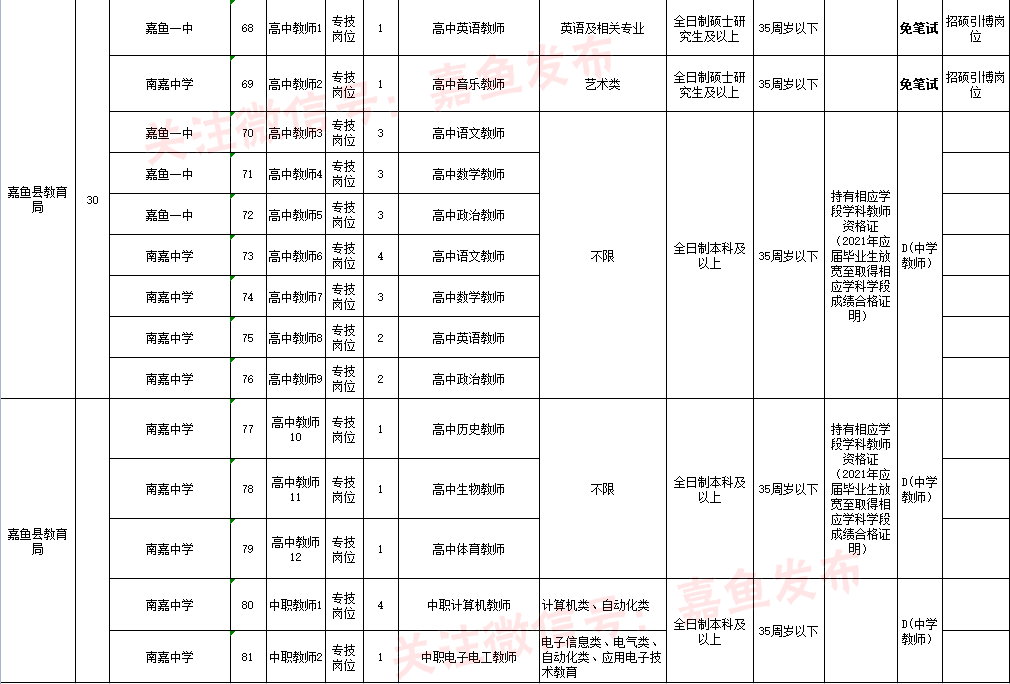 嘉鱼县教育局
30
嘉鱼一中 68 高中教师1 专技岗位 1 高中英语教师 英语及相关专业 全日制硕士研究生及以上 35周岁以下 免笔试 招硕引博岗位
南嘉中学 69 高中教师2 专技岗位 1 高中音乐教师 艺术类 全日制硕士研究生及以上 35周岁以下 免笔试 招硕引博岗位
嘉鱼一中 70 高中教师3 专技岗位 3 高中语文教师
嘉鱼一中 71 高中教师4 专技岗位 3 高中数学教师
嘉鱼一中 72 高中教师5 专技岗位 3 高中政治教师
南嘉中学 73 高中教师6 专技岗位 4 高中语文教师
南嘉中学 74 高中教师7 专技岗位 3 高中数学教师
南嘉中学 75 高中教师8 专技岗位 2 高中英语教师
南嘉中学 76 高中教师9 专技岗位 2 高中政治教师
不限 全日制本科及以上 35周岁以下 持有相应学段学科教师资格证（2021年应届毕业生放宽至取得相应学科学段成绩合格证明） D(中学教师)
嘉鱼县教育局
南嘉中学 77 高中教师10 专技岗位 1 高中历史教师
南嘉中学 78 高中教师11 专技岗位 1 高中生物教师
南嘉中学 79 高中教师12 专技岗位 1 高中体育教师
不限 全日制本科及以上 35周岁以下 持有相应学段学科教师资格证（2021年应届毕业生放宽至取得相应学科学段成绩合格证明） D(中学教师)
南嘉中学 80 中职教师1 专技岗位 4 中职计算机教师 计算机类、自动化类
南嘉中学 81 中职教师2 专技岗位 1 中职电子电工教师 电子信息类、电气类、自动化类、应用电子技术教育
全日制本科及以上 35周岁以下 D(中学教师)
关注微信号：嘉鱼发布
关注微信号：嘉鱼发布